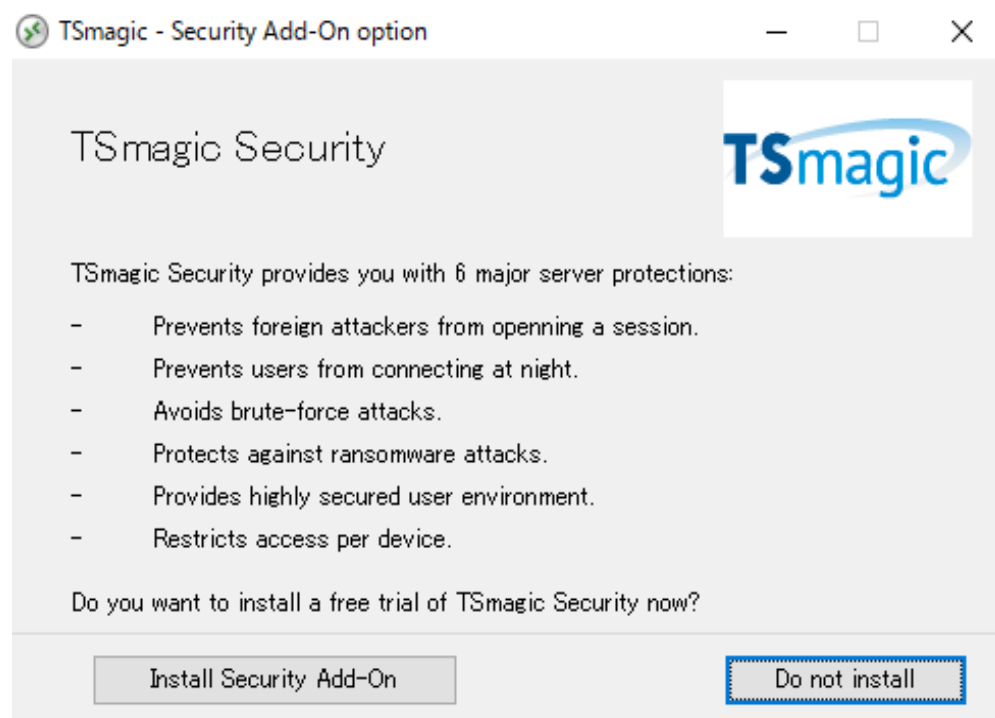 TSmagic - Security Add-On option
TSmagic Security
TSmagic
TSmagic Security provides you with 6 major server protections:
- Prevents foreign attackers from openning a session.
- Prevents users from connecting at night.
- Avoids brute-force attacks.
- Protects against ransomware attacks.
- Provides highly secured user environment.
- Restricts access per device.
Do you want to install a free trial of TSmagic Security now?
Install Security Add-On
Do not install